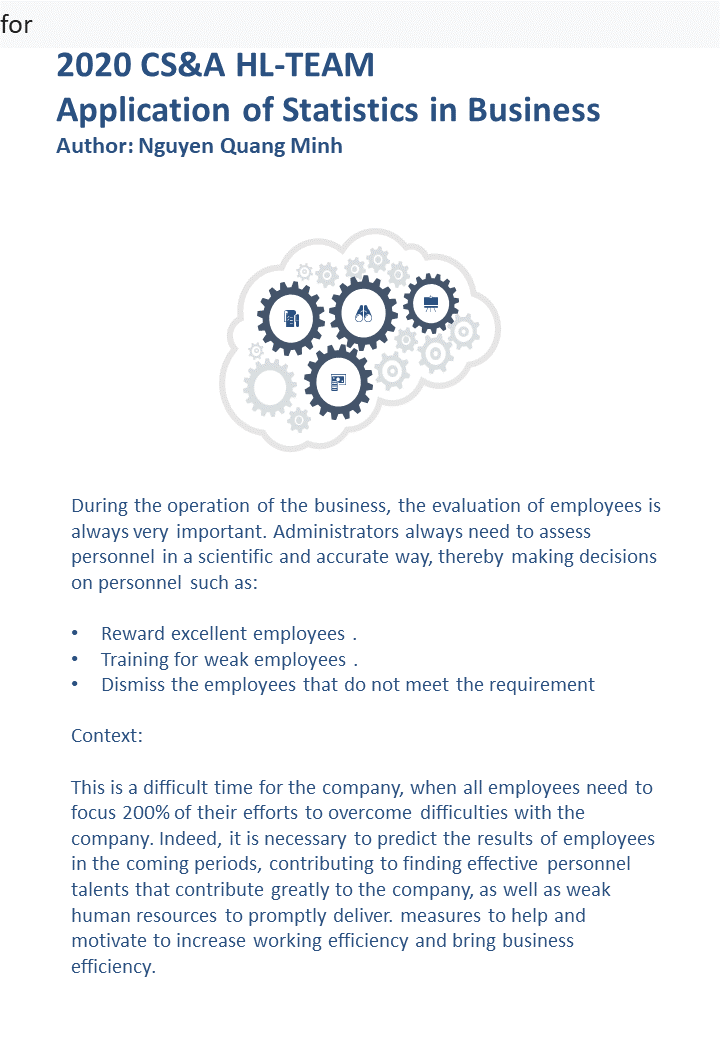 for
2020 CS&A HL-TEAM
Application of Statistics in Business
Author: Nguyen Quang Minh
During the operation of the business, the evaluation of employees is
always very important. Administrators always need to assess
personnel in a scientific and accurate way, thereby making decisions
on personnel such as:
• Reward excellent employees .
• Training for weak employees .
• Dismiss the employees that do not meet the requirement
Context:
This is a difficult time for the company, when all employees need to
focus 200% of their efforts to overcome difficulties with the
company. Indeed, it is necessary to predict the results of employees
in the coming periods, contributing to finding effective personnel
talents that contribute greatly to the company, as well as weak
human resources to promptly deliver. measures to help and
motivate to increase working efficiency and bring business
efficiency.